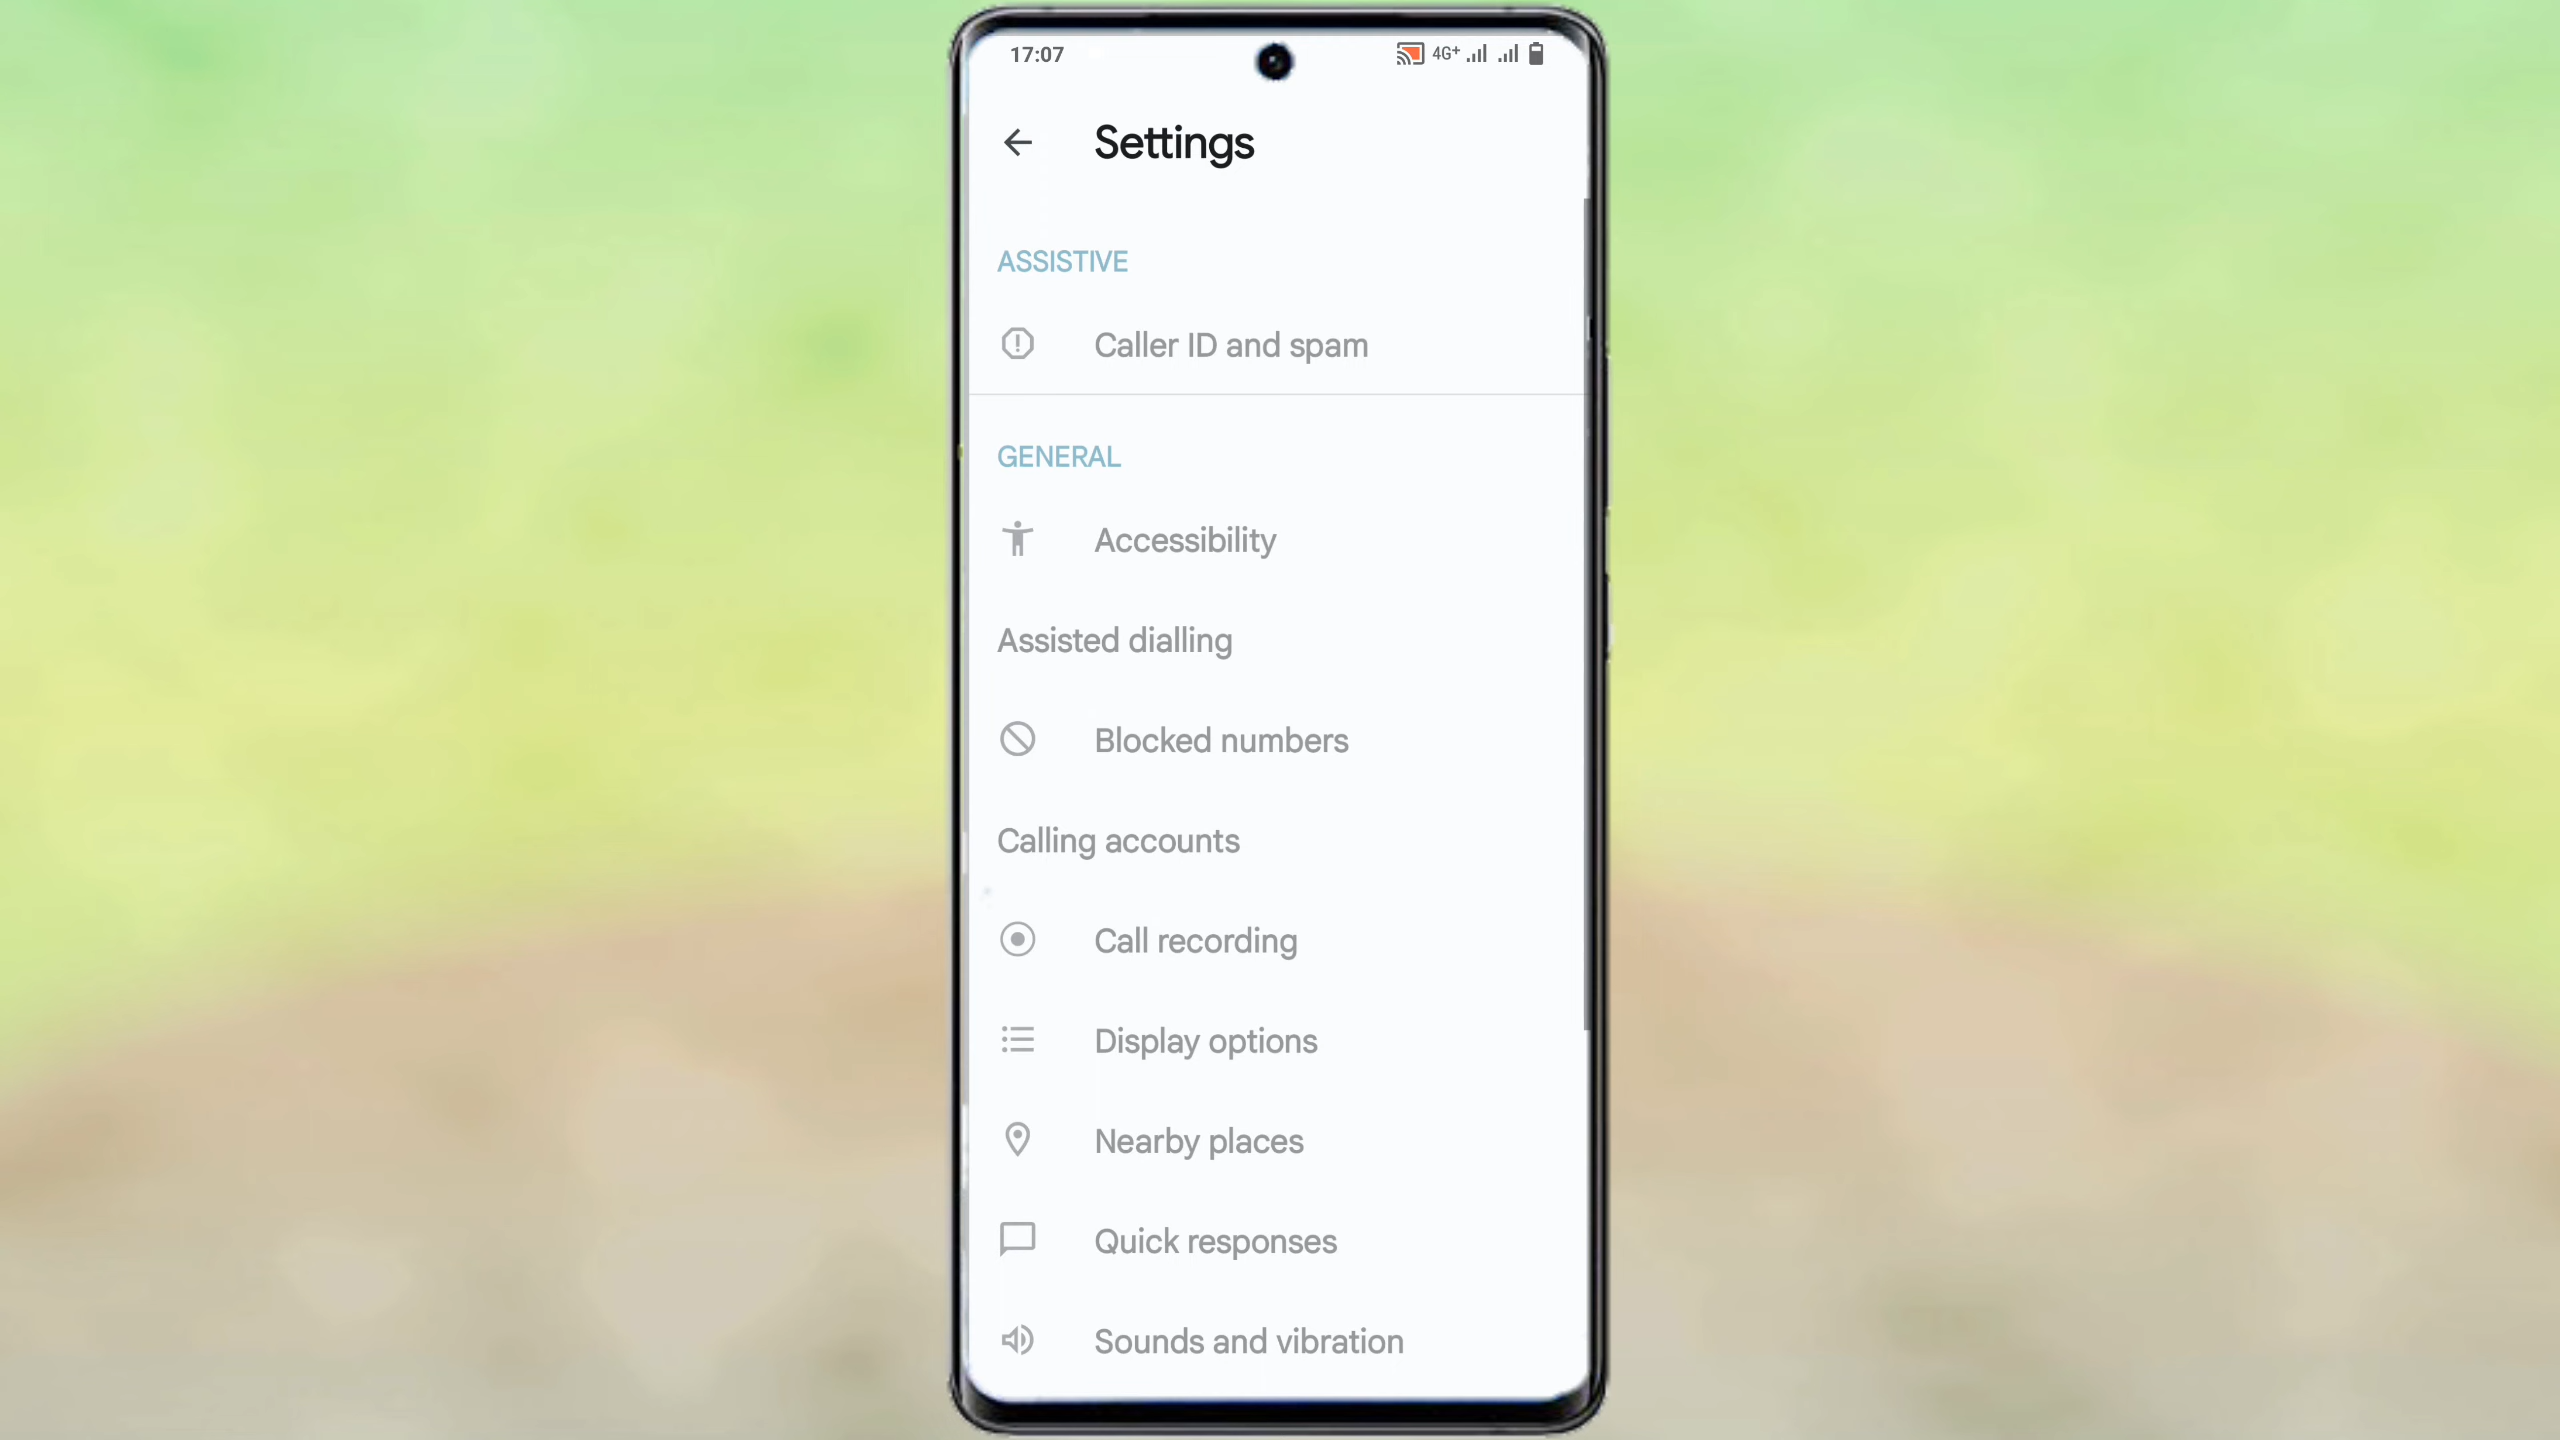 17:07
4G+
Settings
ASSISTIVE
Caller ID and spam
GENERAL
Accessibility
Assisted dialling
Blocked numbers
Calling accounts
Call recording
Display options
Nearby places
Quick responses
Sounds and vibration